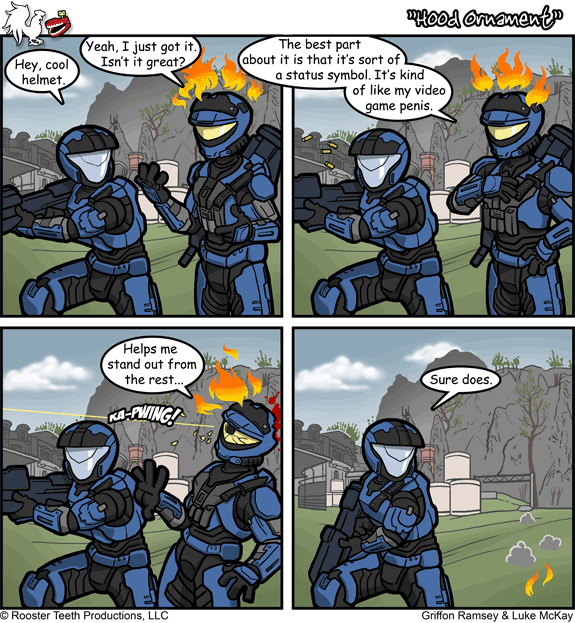 "Hood Ornament"
Hey, cool
helmet.
Yeah, I just got it.
Isn't it great?
The best part
about it is that it's sort of
a status symbol. It's kind
of like my video
game penis.
Helps me
stand out from
the rest...
KA-PWING!
Sure does.
© Rooster Teeth Productions, LLC
Griffon Ramsey & Luke McKay